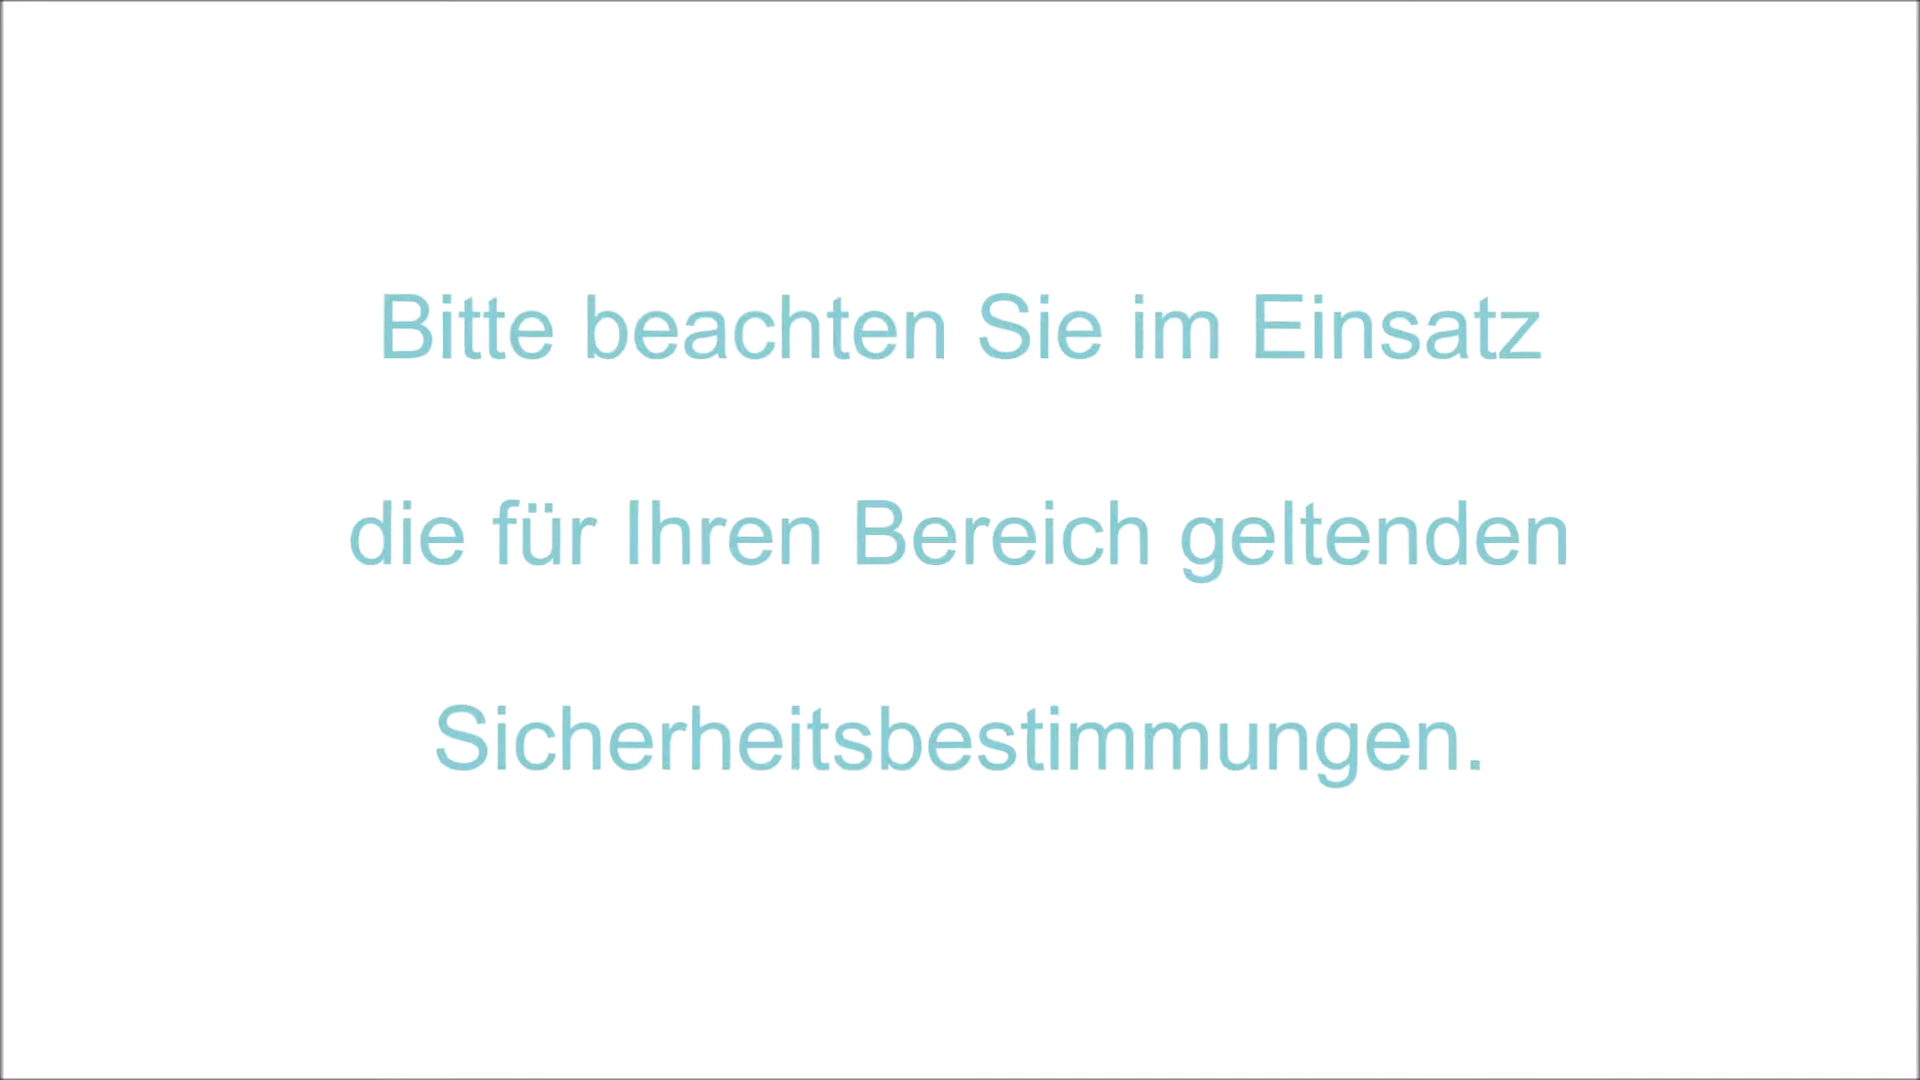 Bitte beachten Sie im Einsatz
die für Ihren Bereich geltenden
Sicherheitsbestimmungen.